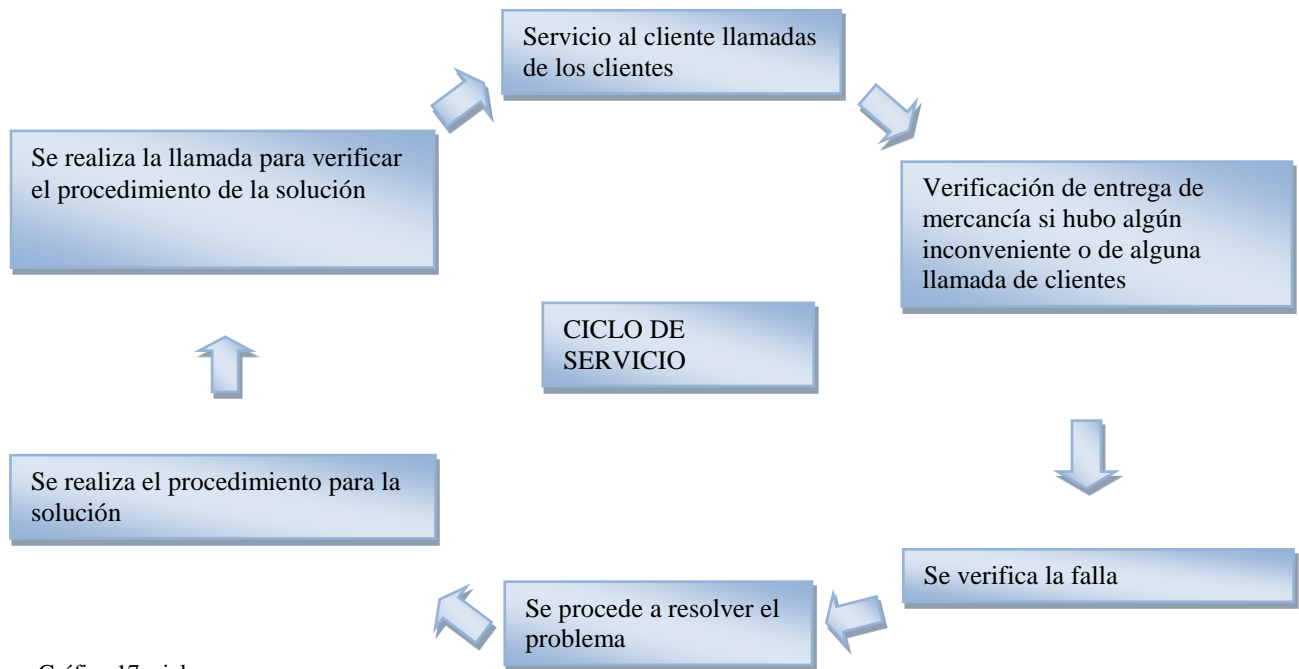 Servicio al cliente llamadas
de los clientes
Verificación de entrega de
mercancía si hubo algún
inconveniente o de alguna
llamada de clientes
Se verifica la falla
Se procede a resolver el
problema
Se realiza el procedimiento para la
solución
Se realiza la llamada para verificar
el procedimiento de la solución
CICLO DE
SERVICIO